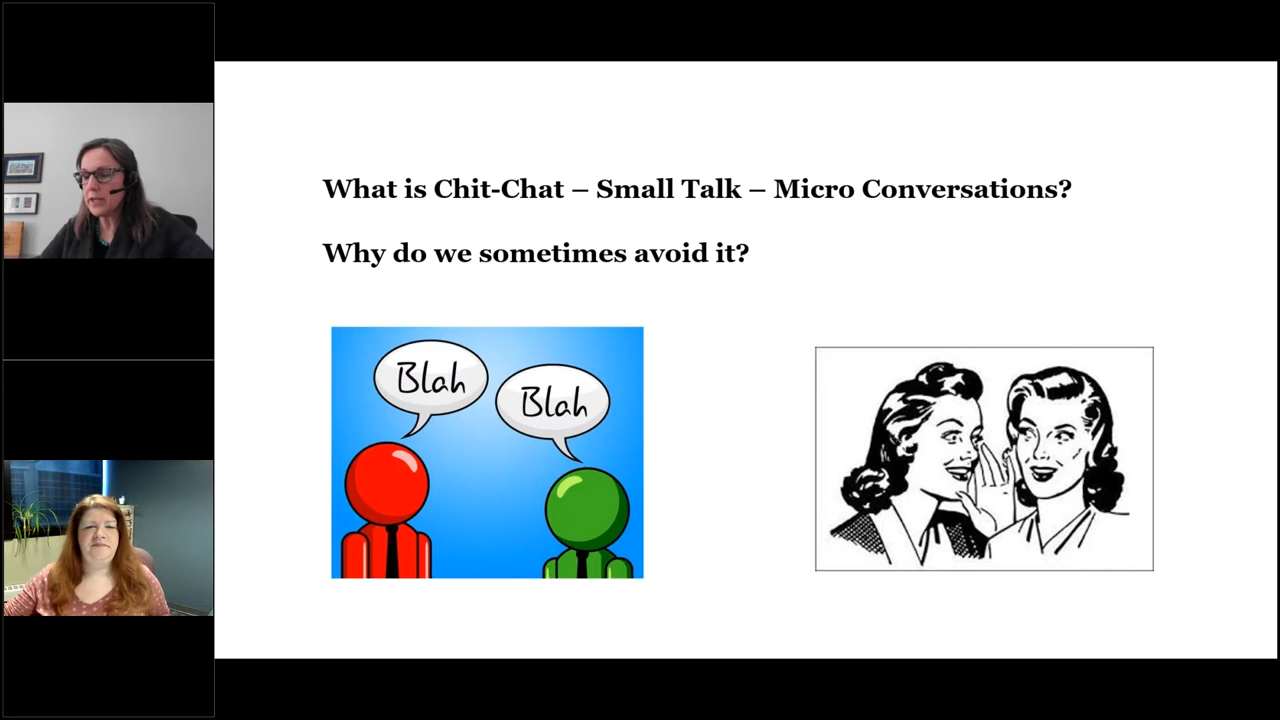 What is Chit-Chat – Small Talk – Micro Conversations?
Why do we sometimes avoid it?
Blah
Blah